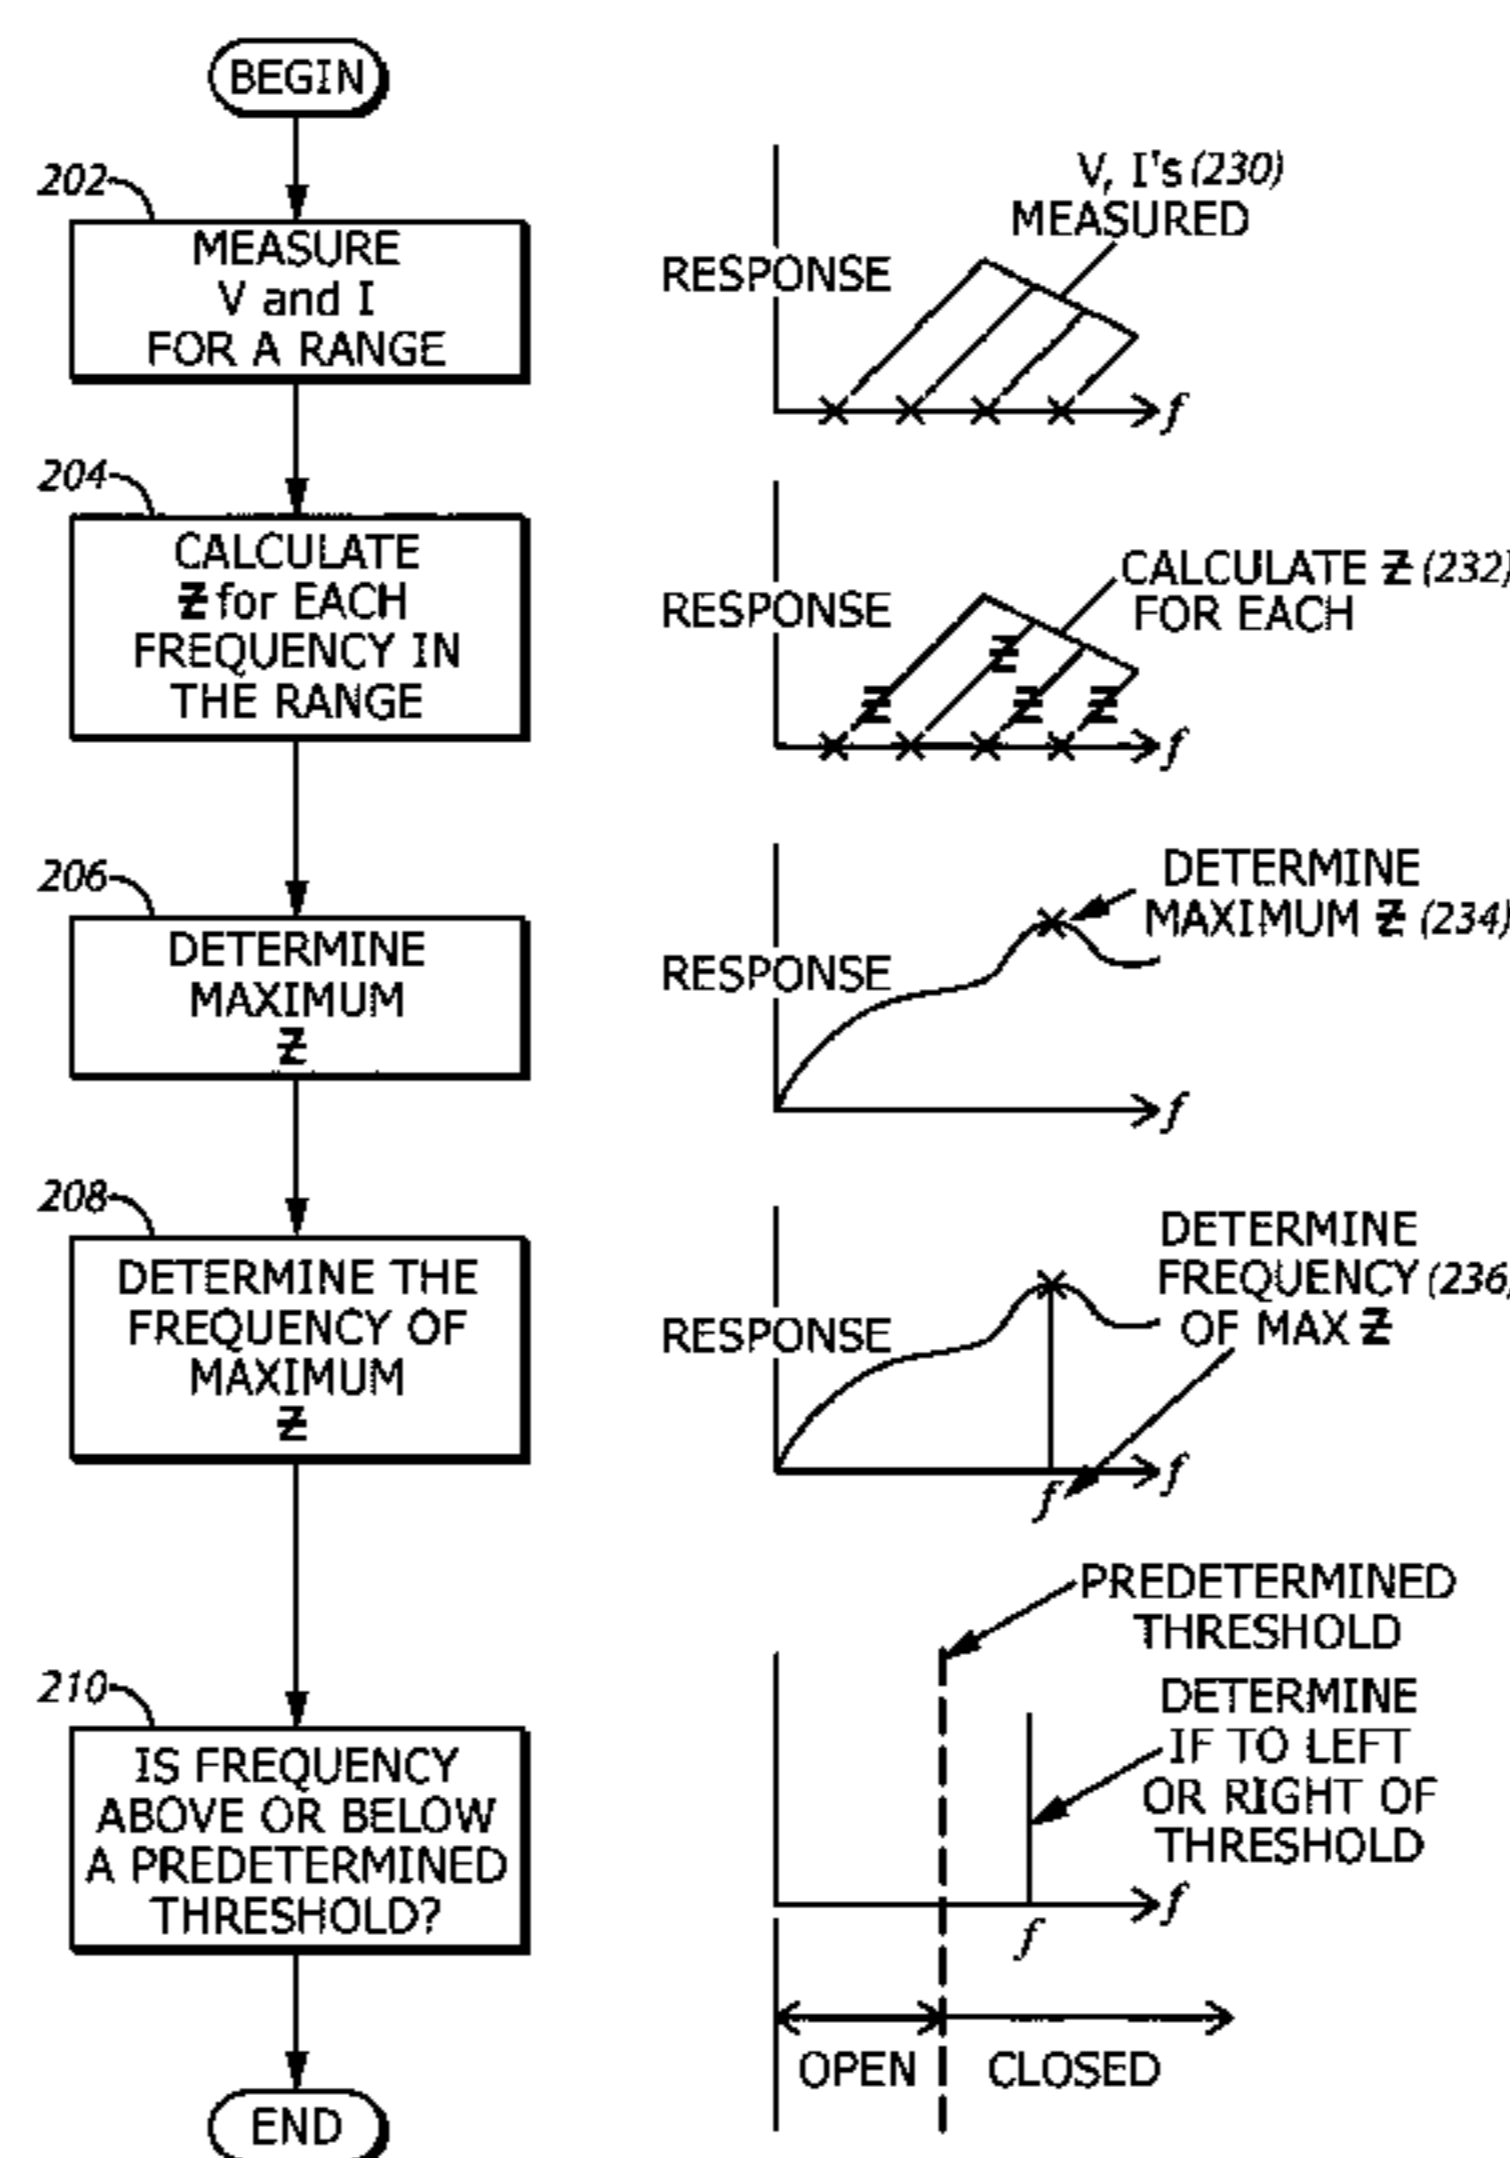 BEGIN
202
MEASURE
V and I
FOR A RANGE
204
CALCULATE
Z for EACH
FREQUENCY IN
THE RANGE
206
DETERMINE
MAXIMUM
Z
208
DETERMINE THE
FREQUENCY OF
MAXIMUM
Z
210
IS FREQUENCY
ABOVE OR BELOW
A PREDETERMINED
THRESHOLD?
END
V, I's (230)
MEASURED
RESPONSE
f
CALCULATE Z (232)
FOR EACH
RESPONSE
Z
Z Z Z
f
DETERMINE
MAXIMUM Z (234)
RESPONSE
f
DETERMINE
FREQUENCY (236)
OF MAX Z
RESPONSE
f
f
PREDETERMINED
THRESHOLD
DETERMINE
IF TO LEFT
OR RIGHT OF
THRESHOLD
f
f
OPEN CLOSED